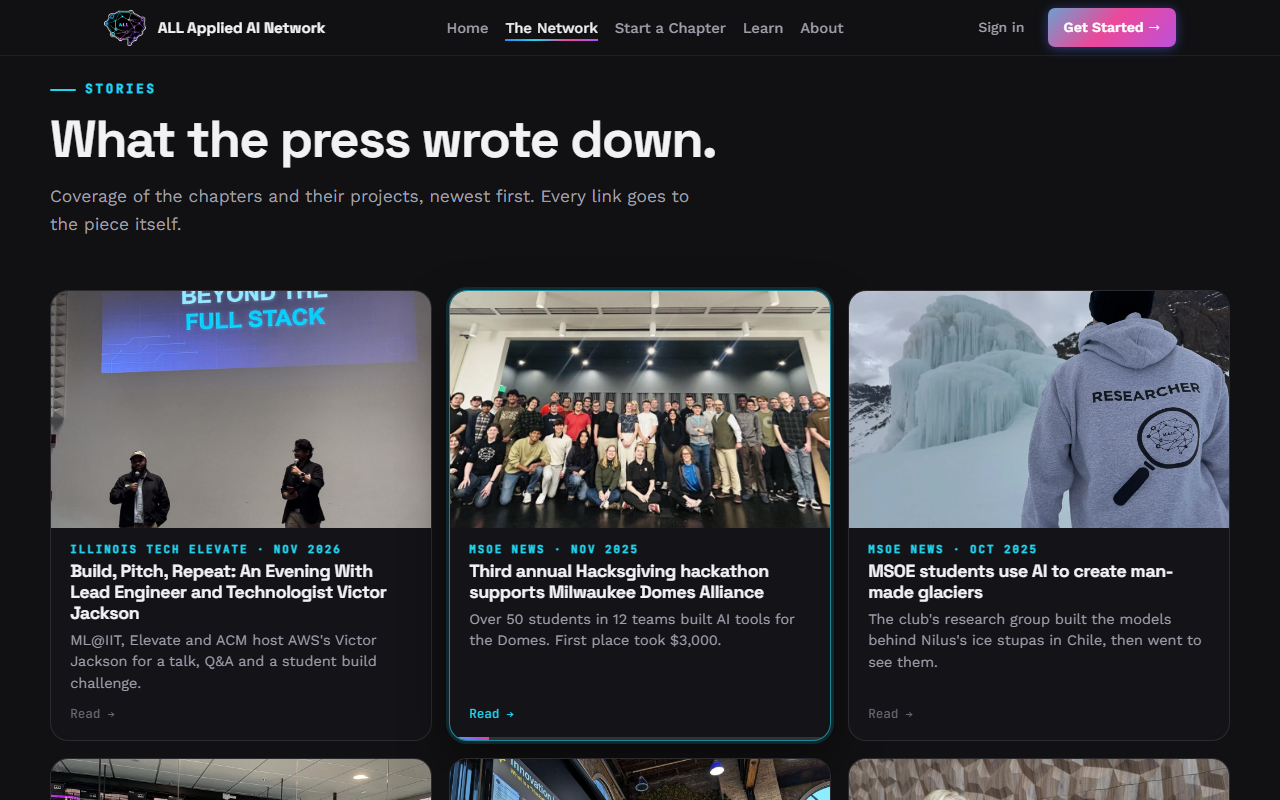 ALL Applied AI Network
Home
The Network
Start a Chapter
Learn
About
Sign in
Get Started →
STORIES
What the press wrote down.
Coverage of the chapters and their projects, newest first. Every link goes to
the piece itself.
BEYOND THE
FULL STACK
RESEARCHER
MAIC
ILLINOIS TECH ELEVATE · NOV 2026
Build, Pitch, Repeat: An Evening With
Lead Engineer and Technologist Victor
Jackson
ML@IIT, Elevate and ACM host AWS's Victor
Jackson for a talk, Q&A and a student build
challenge.
Read →
MSOE NEWS · NOV 2025
Third annual Hacksgiving hackathon
supports Milwaukee Domes Alliance
Over 50 students in 12 teams built AI tools for
the Domes. First place took $3,000.
Read →
MSOE NEWS · OCT 2025
MSOE students use AI to create man-
made glaciers
The club's research group built the models
behind Nilus's ice stupas in Chile, then went to
see them.
Read →
Innovation